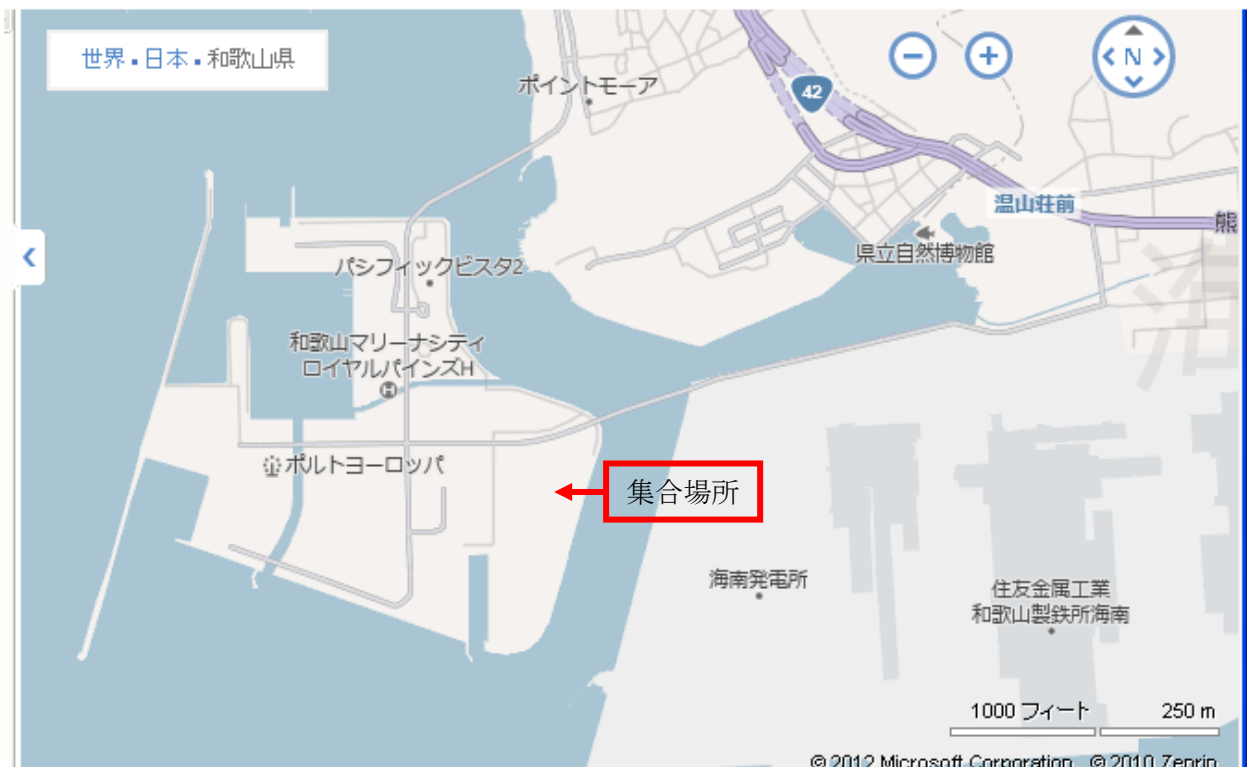 世界 ▪ 日本 ▪ 和歌山県
ポイントモーア
42
N
温山荘前
熊
県立自然博物館
海
パシフィックビスタ2
和歌山マリーナシティ
ロイヤルパインズH
H
ポルトヨーロッパ
集合場所
海南発電所
住友金属工業
和歌山製鉄所海南
1000 フィート
250 m
© 2012 Microsoft Corporation © 2010 Zenrin